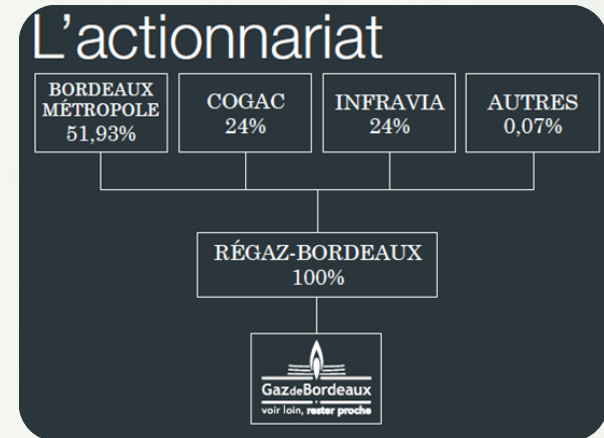 L'actionnariat
BORDEAUX
MÉTROPOLE
51,93%
COGAC
24%
INFRAVIA
24%
AUTRES
0,07%
RÉGAZ-BORDEAUX
100%
GazdeBordeaux
voir loin, rester proche